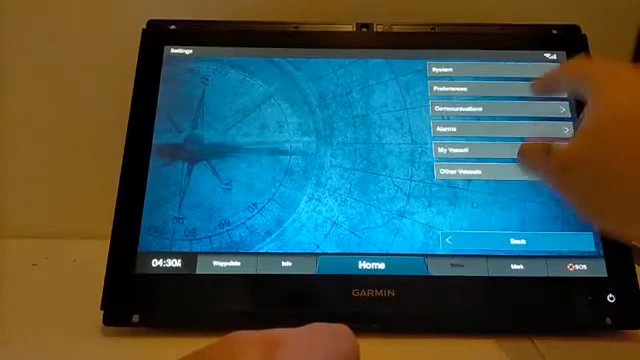 Settings
System
Preferences
Communications
Alarms
My Vessel
Other Vessels
Back
04:30
Waypoints
Info
Home
Menu
Mark
SOS
GARMIN